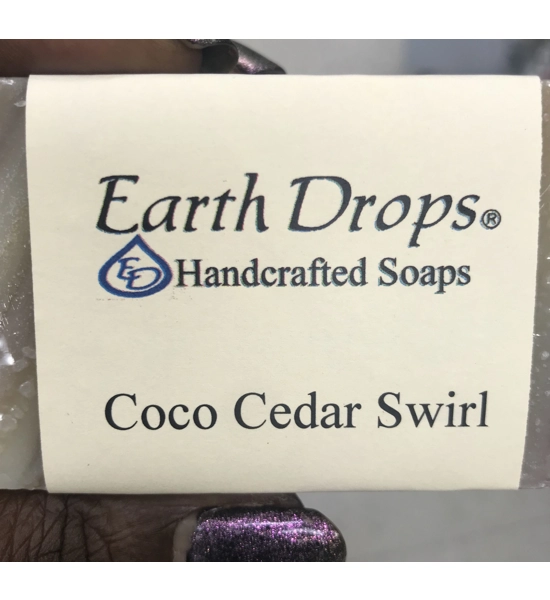 Earth Drops®
ED Handcrafted Soaps
Coco Cedar Swirl